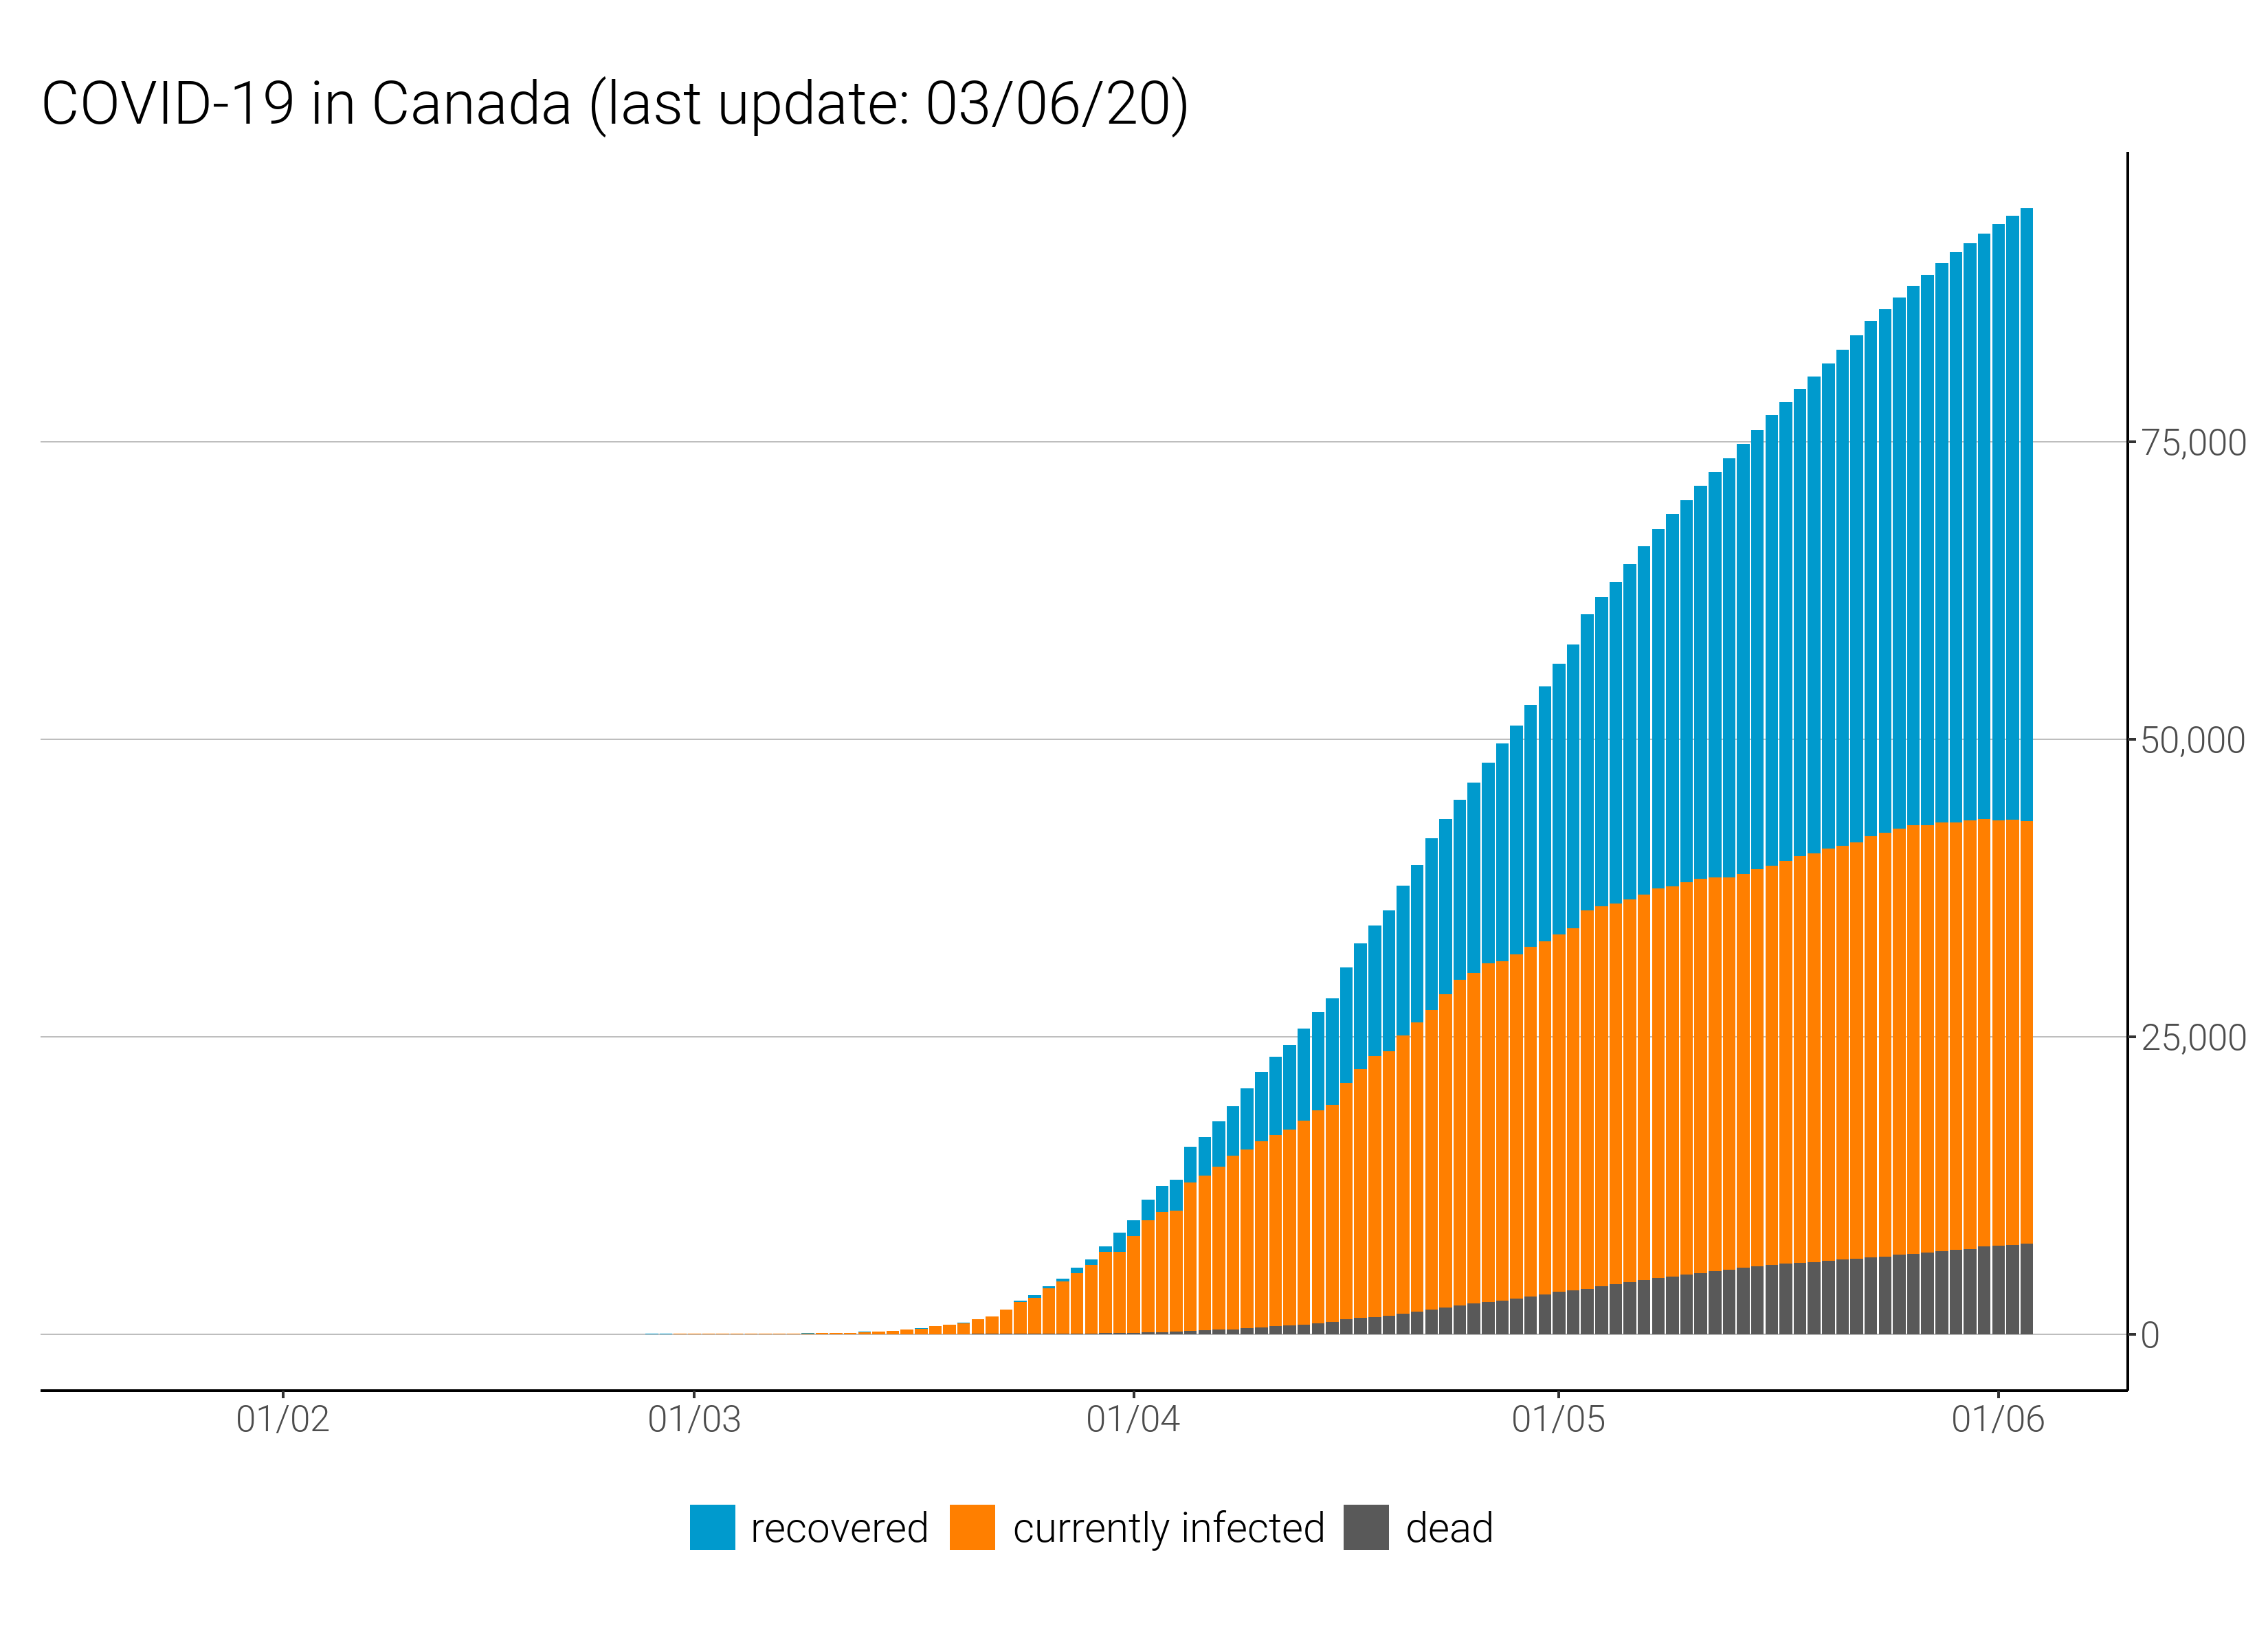 COVID-19 in Canada (last update: 03/06/20)
75,000
50,000
25,000
0
01/02 01/03 01/04 01/05 01/06
recovered currently infected dead